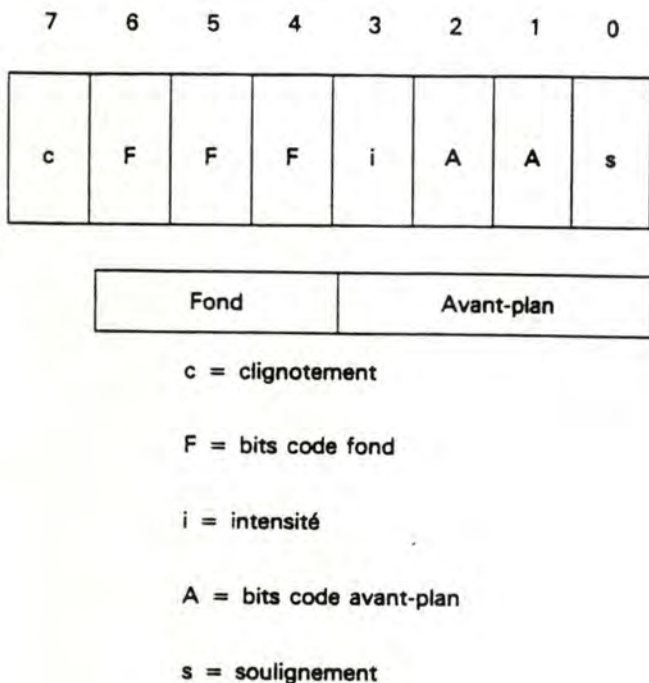 7 6 5 4 3 2 1 0
c F F F i A A s
Fond Avant-plan
c = clignotement
F = bits code fond
i = intensité
A = bits code avant-plan
s = soulignement